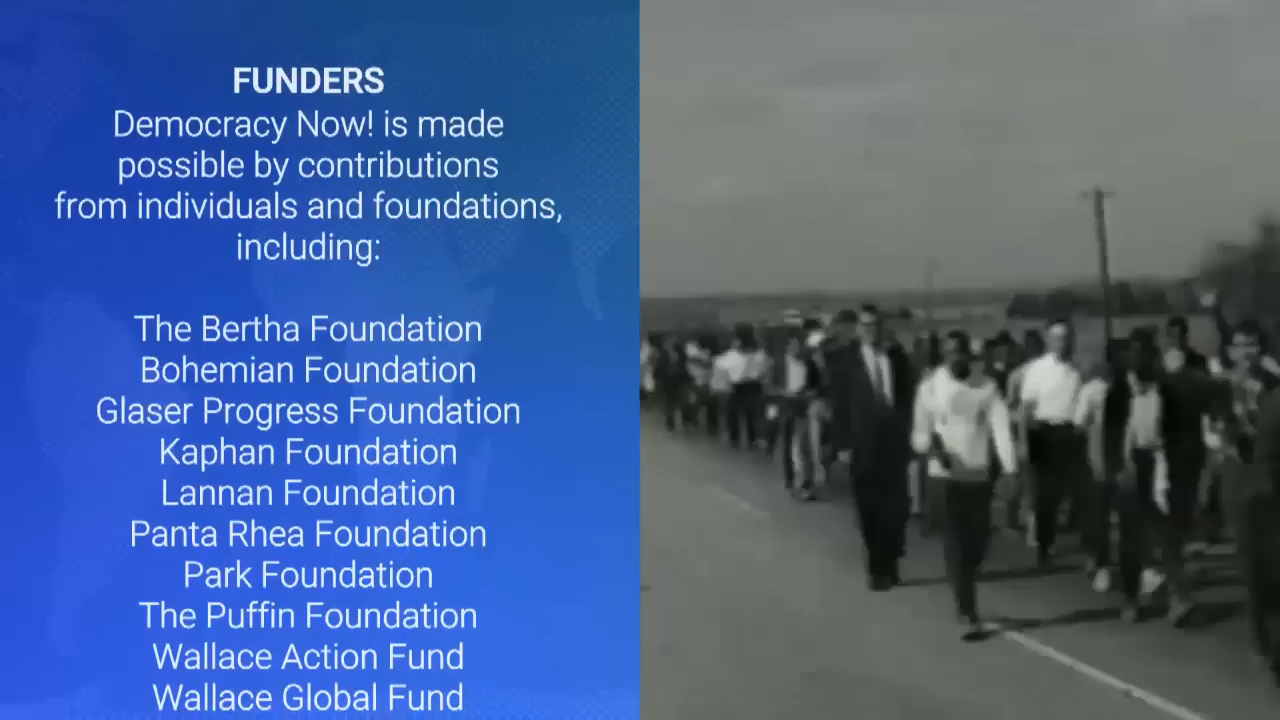 FUNDERS
Democracy Now! is made
possible by contributions
from individuals and foundations,
including:
The Bertha Foundation
Bohemian Foundation
Glaser Progress Foundation
Kaphan Foundation
Lannan Foundation
Panta Rhea Foundation
Park Foundation
The Puffin Foundation
Wallace Action Fund
Wallace Global Fund